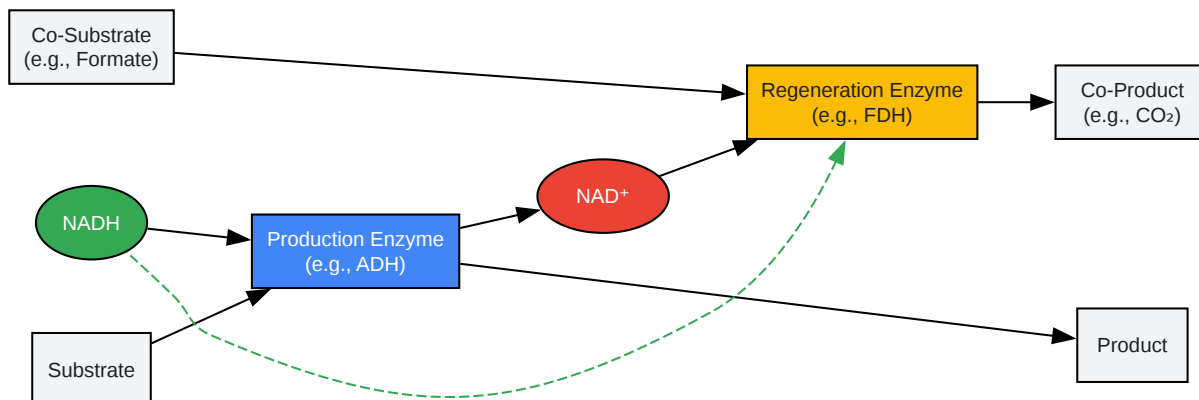 Co-Substrate
(e.g., Formate)
Regeneration Enzyme
(e.g., FDH)
Co-Product
(e.g., CO₂)
NADH
Production Enzyme
(e.g., ADH)
NAD⁺
Substrate
Product